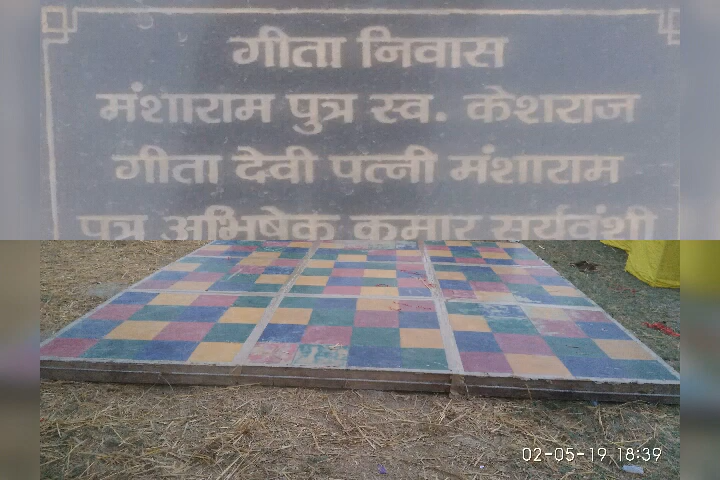 गीता निवास
मंशाराम पुत्र स्व. केशराज
गीता देवी पत्नी मंशाराम
पुत्र अभिषेक कुमार सूर्यवंशी
02-05-19 18:39